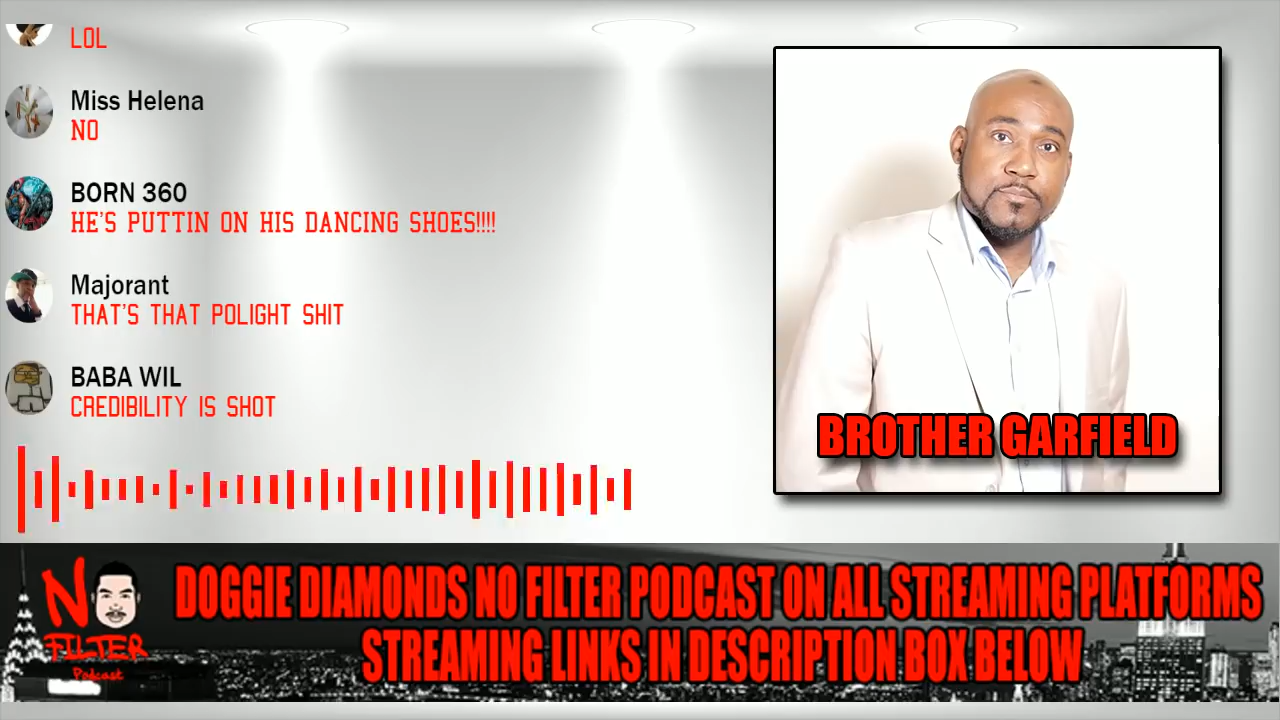 LOL
Miss Helena
NO
BORN 360
HE'S PUTTIN ON HIS DANCING SHOES!!!!
Majorant
THAT'S THAT POLIGHT SHIT
BABA WIL
CREDIBILITY IS SHOT
BROTHER GARFIELD
NO
FILTER
Podcast
DOGGIE DIAMONDS NO FILTER PODCAST ON ALL STREAMING PLATFORMS
STREAMING LINKS IN DESCRIPTION BOX BELOW